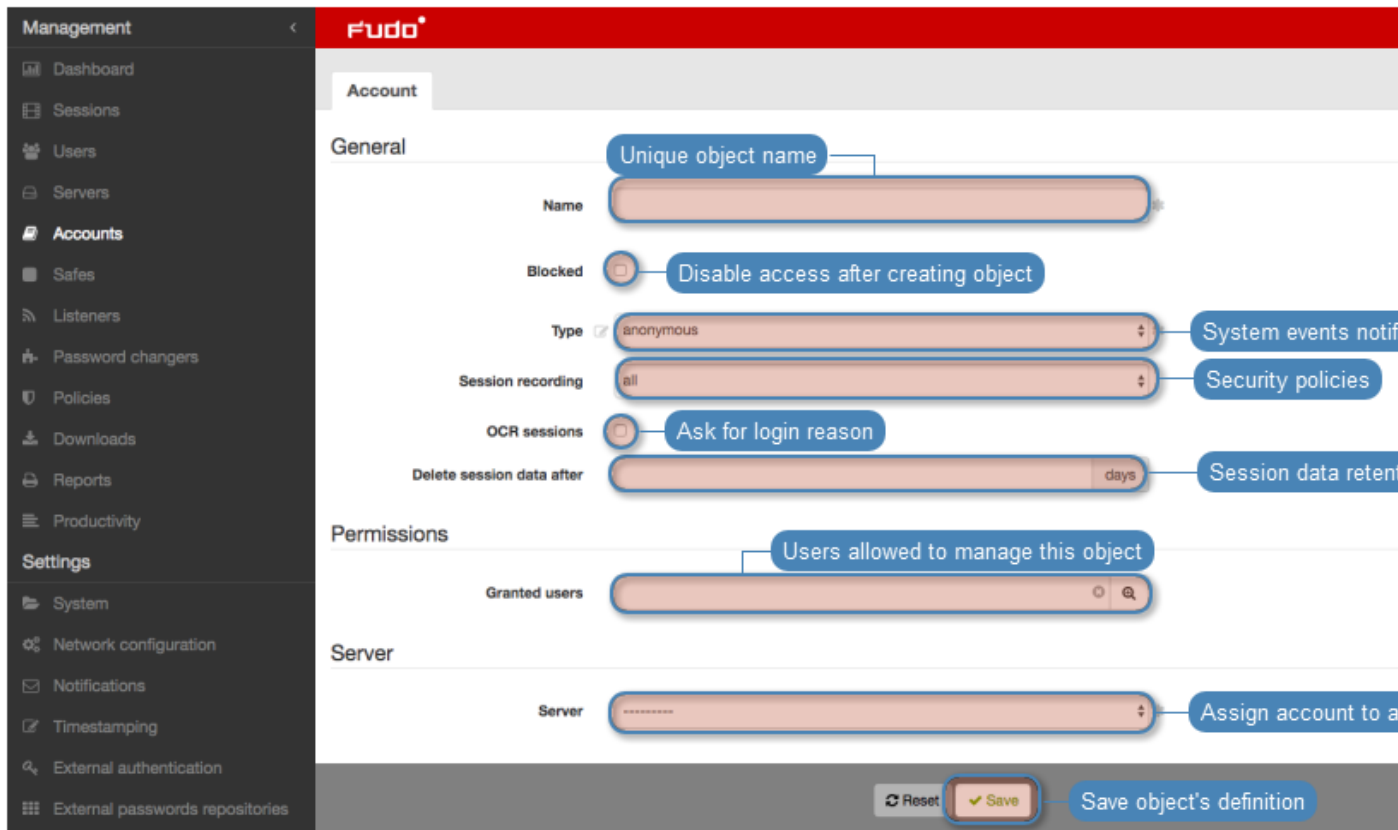 Management
Dashboard
Sessions
Users
Servers
Accounts
Safes
Listeners
Password changers
Policies
Downloads
Reports
Productivity
Settings
System
Network configuration
Notifications
Timestamping
External authentication
External passwords repositories
FUDO
Account
General
Unique object name
Name
Blocked
Disable access after creating object
Type
anonymous
System events notif
Session recording
all
Security policies
OCR sessions
Ask for login reason
Delete session data after
days
Session data retent
Permissions
Users allowed to manage this object
Granted users
Server
Server
---------
Assign account to a
Reset
Save
Save object's definition